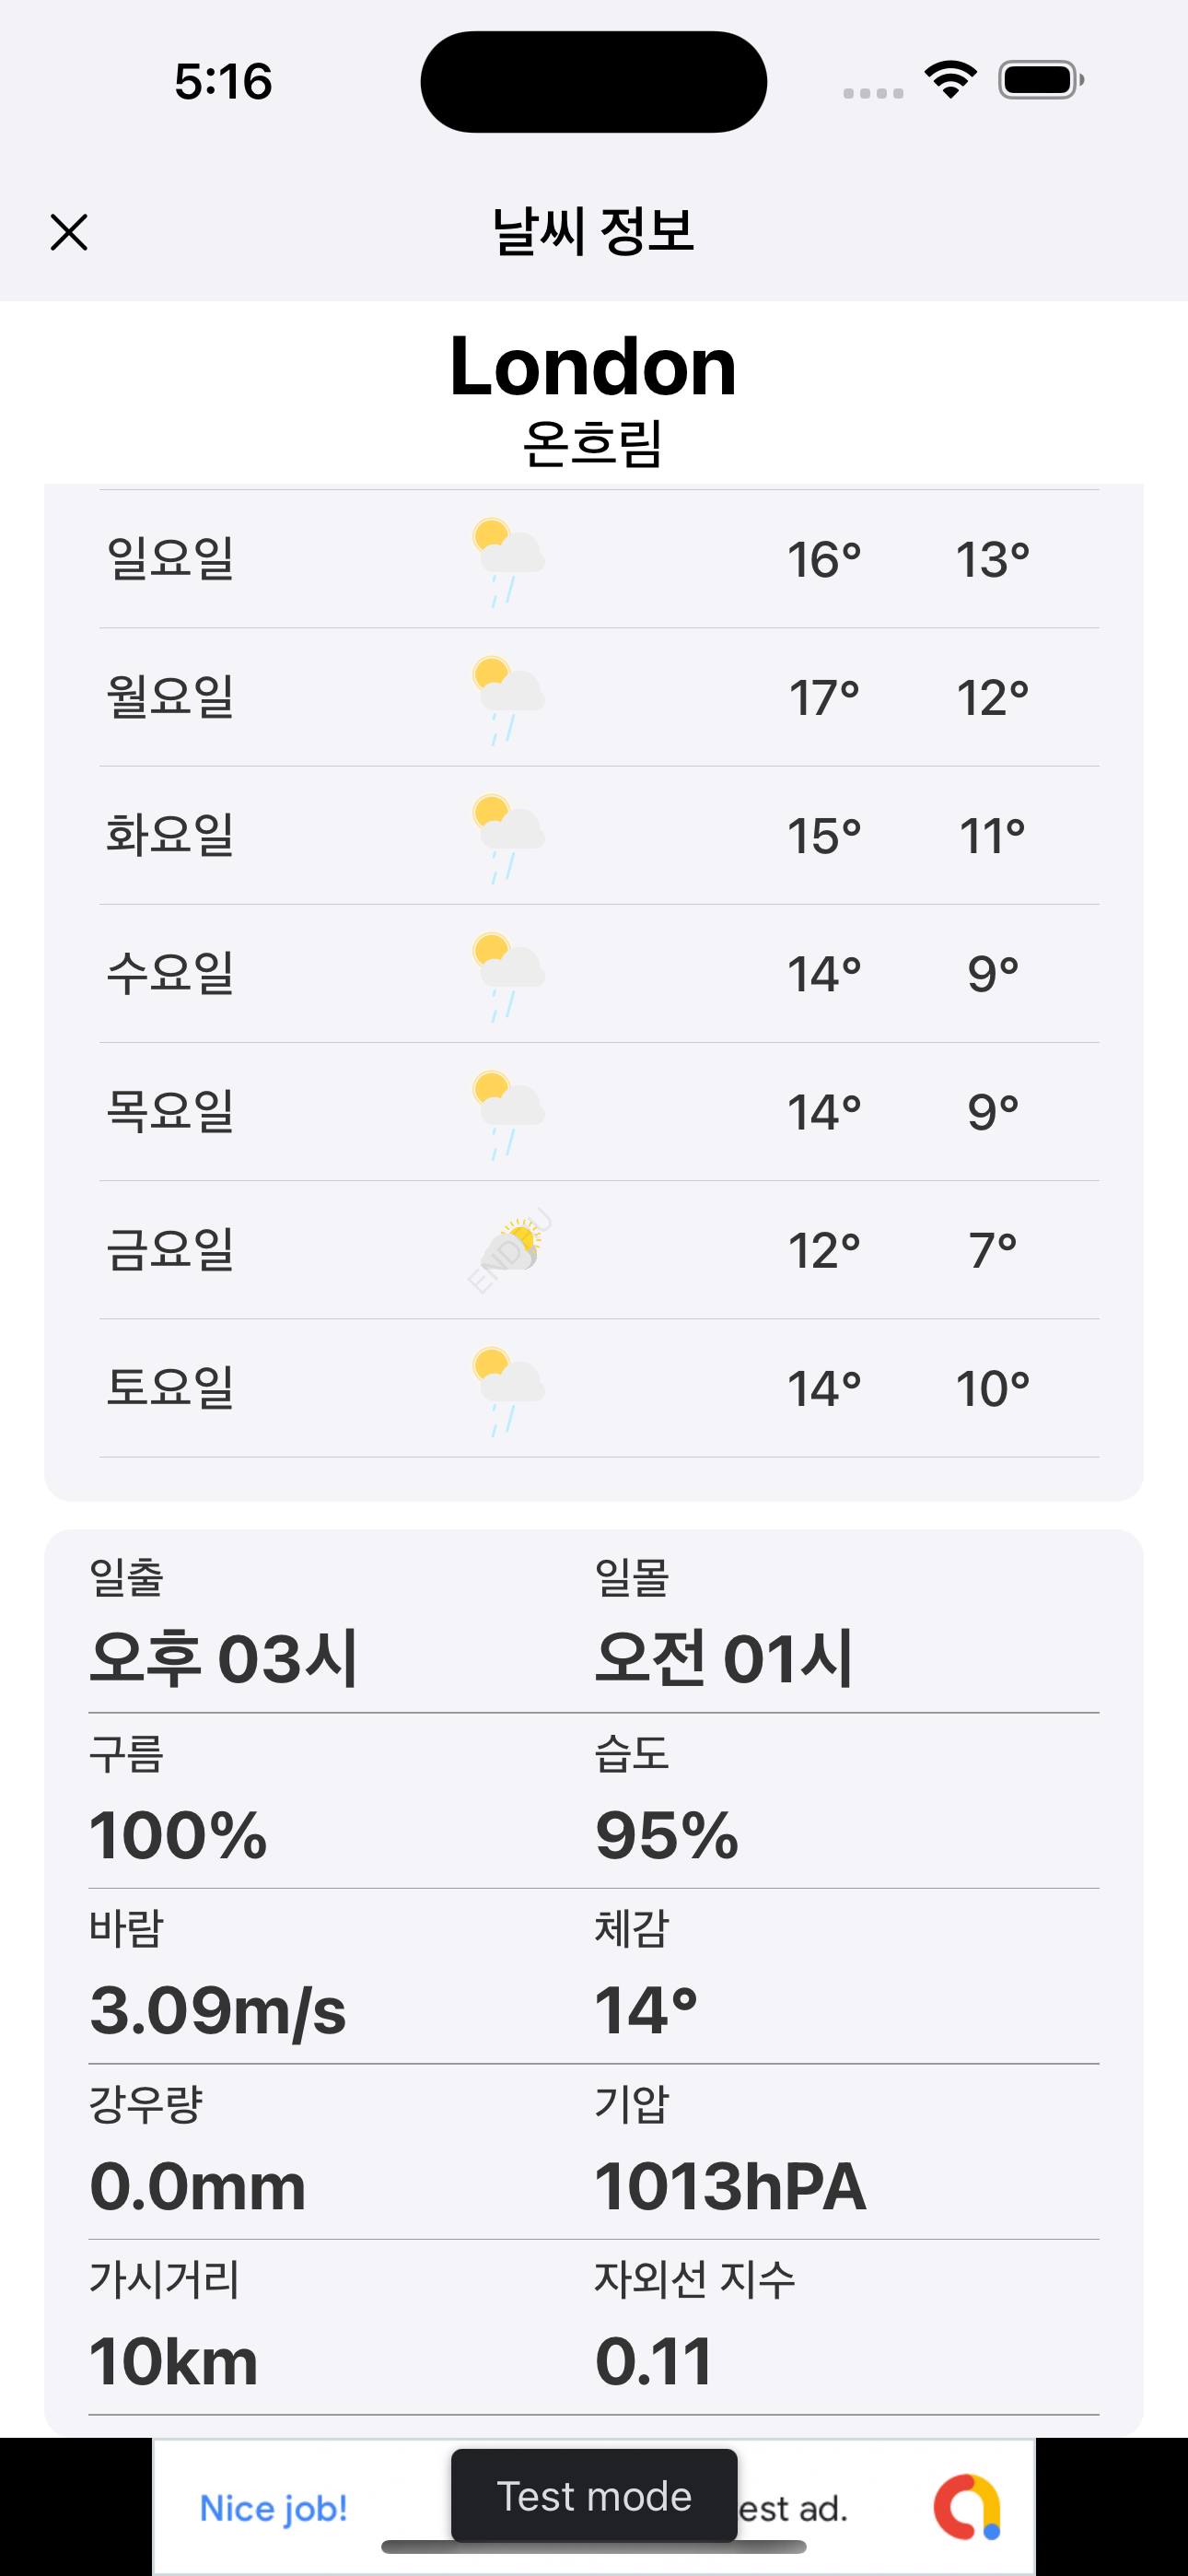 5:16
날씨 정보
London
온흐림
일요일 16° 13°
월요일 17° 12°
화요일 15° 11°
수요일 14° 9°
목요일 14° 9°
금요일 12° 7°
토요일 14° 10°
일출 일몰
오후 03시 오전 01시
구름 습도
100% 95%
바람 체감
3.09m/s 14°
강우량 기압
0.0mm 1013hPA
가시거리 자외선 지수
10km 0.11
Nice job! Test mode est ad.